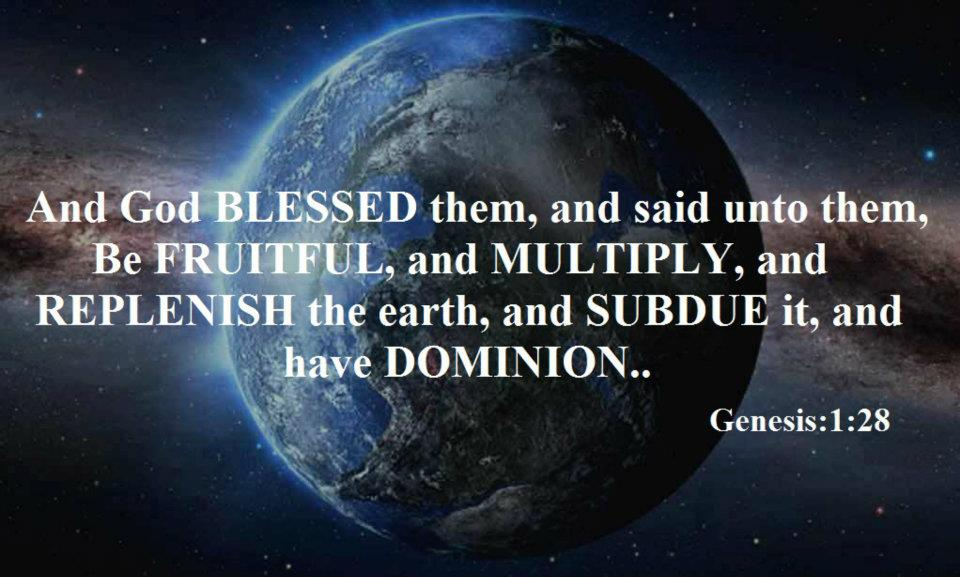 And God BLESSED them, and said unto them,
Be FRUITFUL, and MULTIPLY, and
REPLENISH the earth, and SUBDUE it, and
have DOMINION..
Genesis:1:28